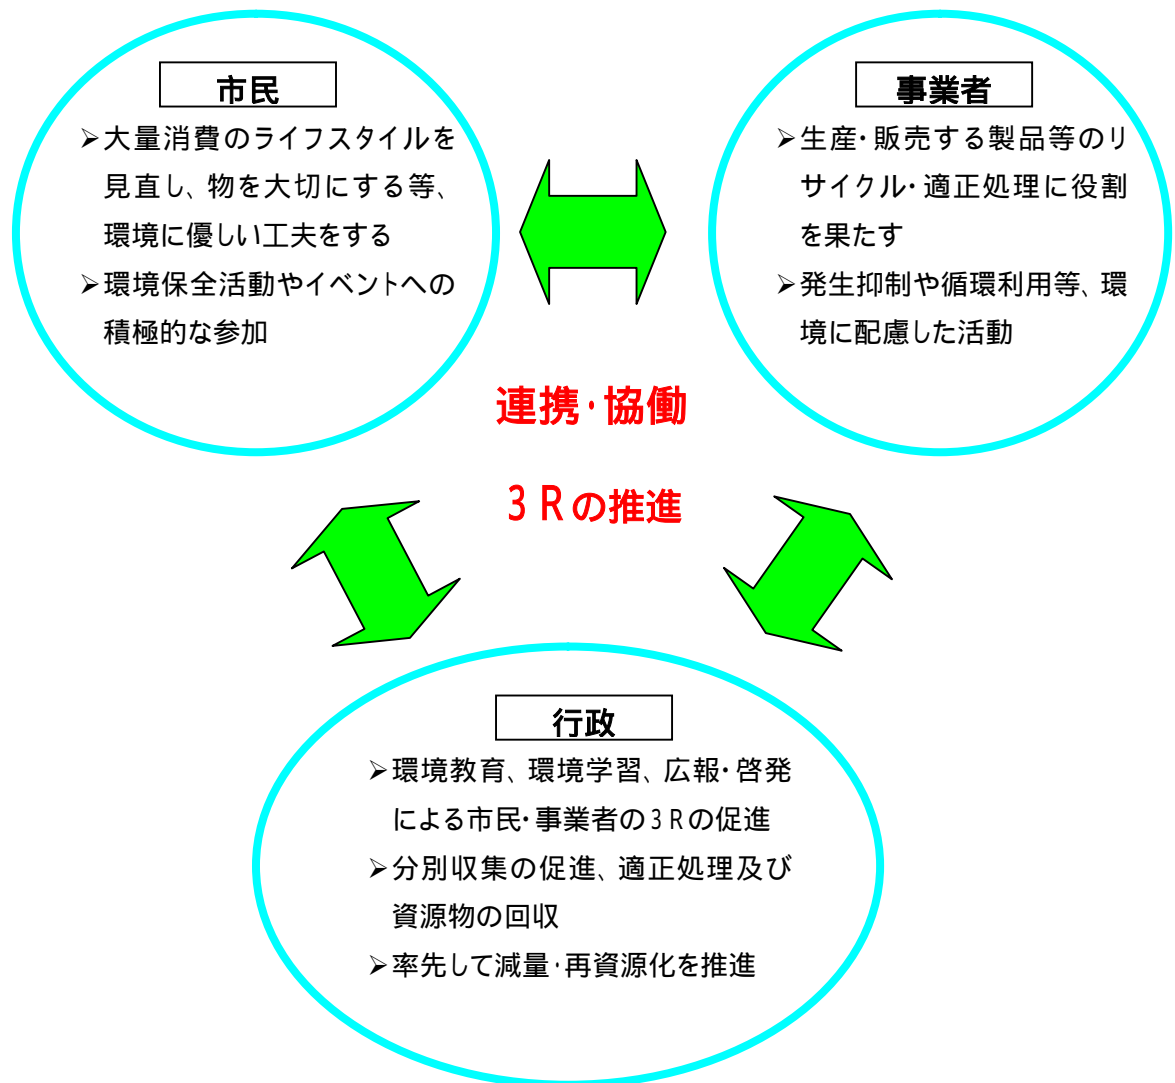 市民
➢大量消費のライフスタイルを
見直し、物を大切にする等、
環境に優しい工夫をする
➢環境保全活動やイベントへの
積極的な参加
事業者
➢生産・販売する製品等のリ
サイクル・適正処理に役割
を果たす
➢発生抑制や循環利用等、環
境に配慮した活動
連携・協働
3Rの推進
行政
➢環境教育、環境学習、広報・啓発
による市民・事業者の3Rの促進
➢分別収集の促進、適正処理及び
資源物の回収
➢率先して減量・再資源化を推進